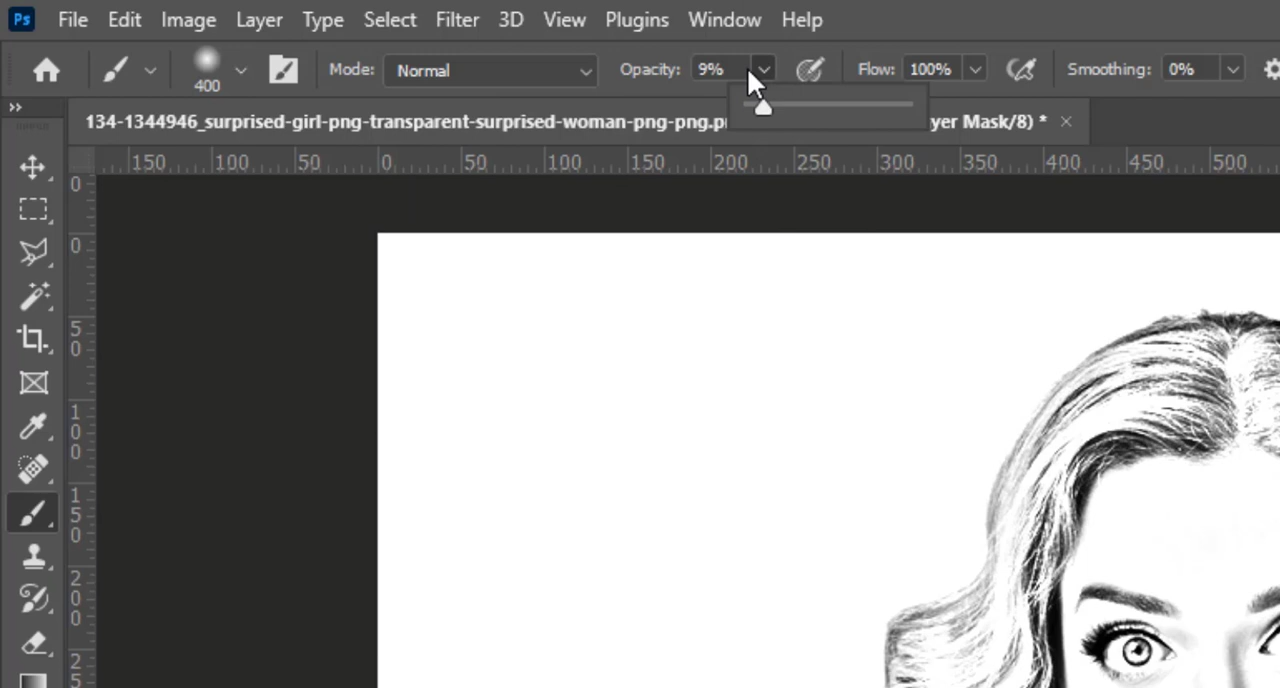 Ps File Edit Image Layer Type Select Filter 3D View Plugins Window Help
400 Mode: Normal Opacity: 9% Flow: 100% Smoothing: 0%
134-1344946_surprised-girl-png-transparent-surprised-woman-png-png.p yer Mask/8) * ×
150 100 50 0 50 100 150 200 250 300 350 400 450 500
0
0
50
100
150
200
25